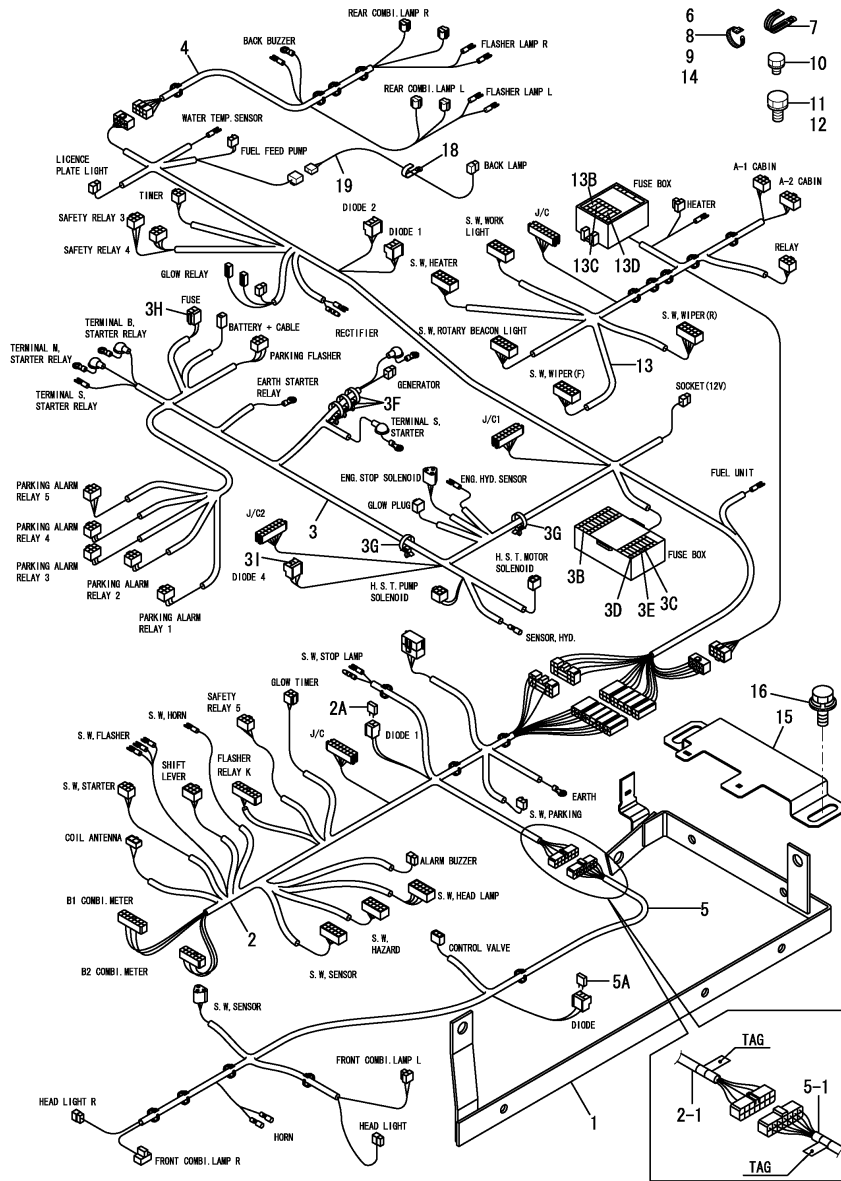 REAR COMBI.LAMP R
6
8
9
14
7
10
11
12
4
BACK BUZZER
FLASHER LAMP R
REAR COMBI.LAMP L
FLASHER LAMP L
WATER TEMP.SENSOR
FUEL FEED PUMP
18
19
BACK LAMP
LICENCE
PLATE LIGHT
TIMER
13B
FUSE BOX
A-1 CABIN
A-2 CABIN
HEATER
SAFETY RELAY 3
SAFETY RELAY 4
DIODE 2
DIODE 1
S.W,WORK
LIGHT
J/C
13C
13D
RELAY
GLOW RELAY
S.W,HEATER
3H
FUSE
BATTERY + CABLE
RECTIFIER
S.W,ROTARY BEACON LIGHT
S.W,WIPER(R)
TERMINAL B,
STARTER RELAY
TERMINAL M,
STARTER RELAY
PARKING FLASHER
TERMINAL S,
STARTER RELAY
EARTH STARTER
RELAY
GENERATOR
3F
S.W,WIPER(F)
13
SOCKET(12V)
TERMINAL S,
STARTER
J/C1
PARKING ALARM
RELAY 5
ENG.STOP SOLENOID
ENG.HYD.SENSOR
FUEL UNIT
GLOW PLUG
PARKING ALARM
RELAY 4
3
J/C2
3G
3G
PARKING ALARM
RELAY 3
PARKING ALARM
RELAY 2
3I
DIODE 4
H.S.T.MOTOR
SOLENOID
FUSE BOX
3B
3D
3E
3C
H.S.T.PUMP
SOLENOID
PARKING ALARM
RELAY 1
SENSOR,HYD.
S.W,STOP LAMP
GLOW TIMER
2A
SAFETY
RELAY 5
16
15
S.W,HORN
S.W,FLASHER
J/C
DIODE 1
SHIFT
LEVER
FLASHER
RELAY K
S.W,STARTER
EARTH
S.W,PARKING
COIL ANTENNA
ALARM BUZZER
S.W,HEAD LAMP
B1 COMBI.METER
2
5
S.W,
HAZARD
S.W,SENSOR
CONTROL VALVE
B2 COMBI.METER
5A
S.W,SENSOR
DIODE
FRONT COMBI.LAMP L
TAG
2-1
5-1
TAG
HEAD LIGHT R
HORN
HEAD LIGHT
FRONT COMBI.LAMP R
1